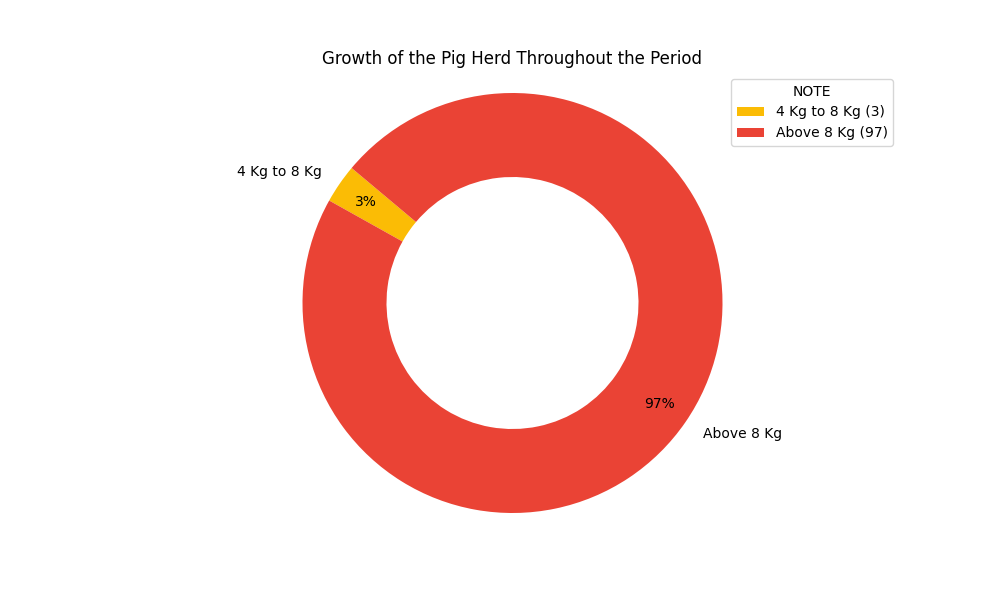 Growth of the Pig Herd Throughout the Period
NOTE
4 Kg to 8 Kg (3)
Above 8 Kg (97)
4 Kg to 8 Kg
3%
97%
Above 8 Kg